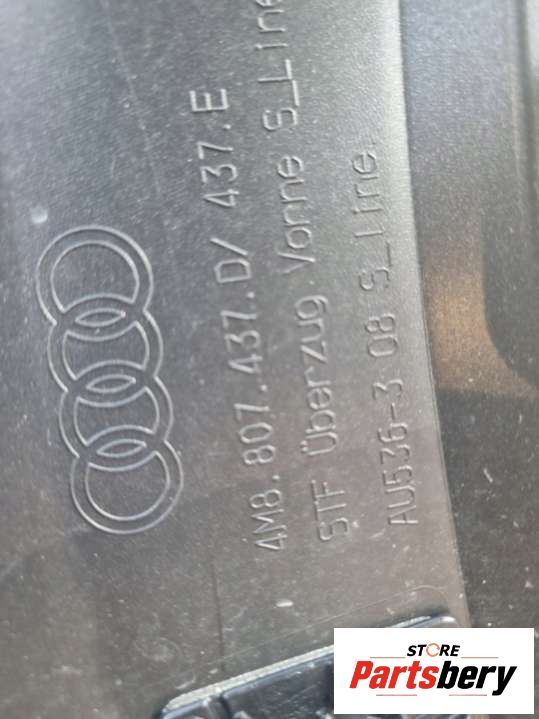 4M8.807.437.D/ 437.E
STF Überzug Vorne S_Line
AU536-3 08 S_line.
STORE
Partsbery